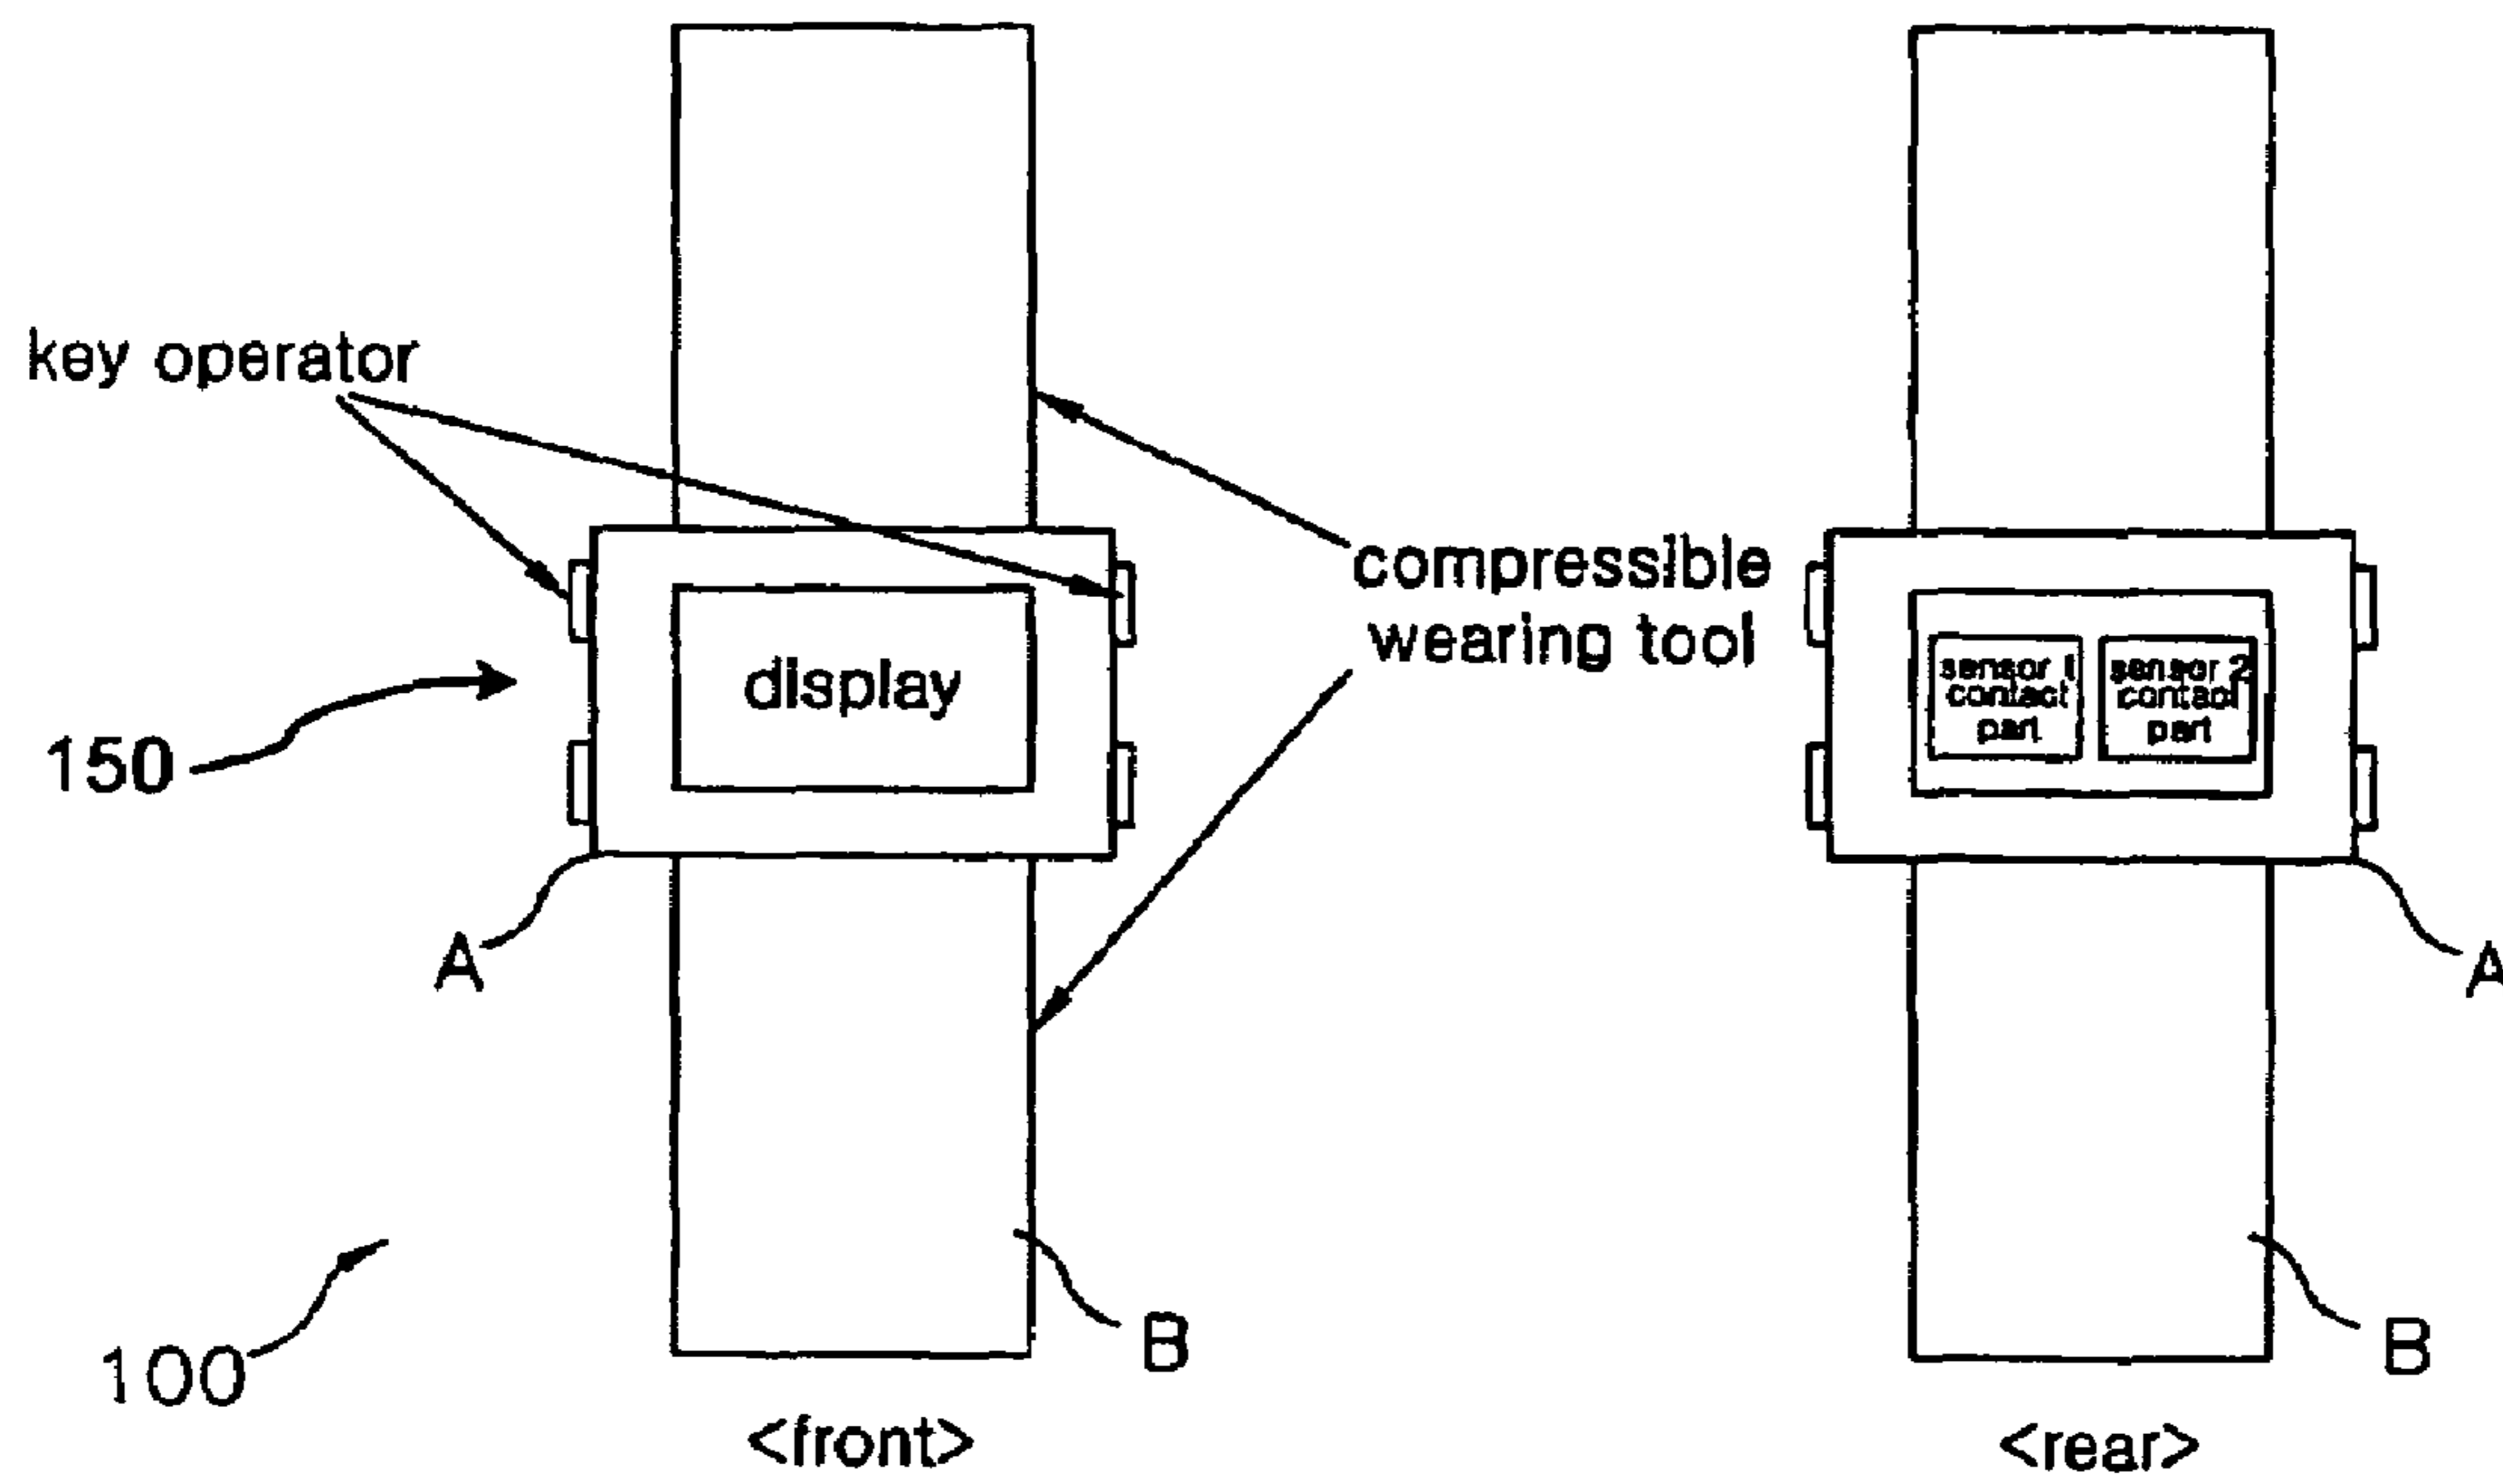 key operator
compressible
wearing tool
display
sensor 1
contact
part
sensor 2
contact
part
150
A
A
100
B
B
<front>
<rear>